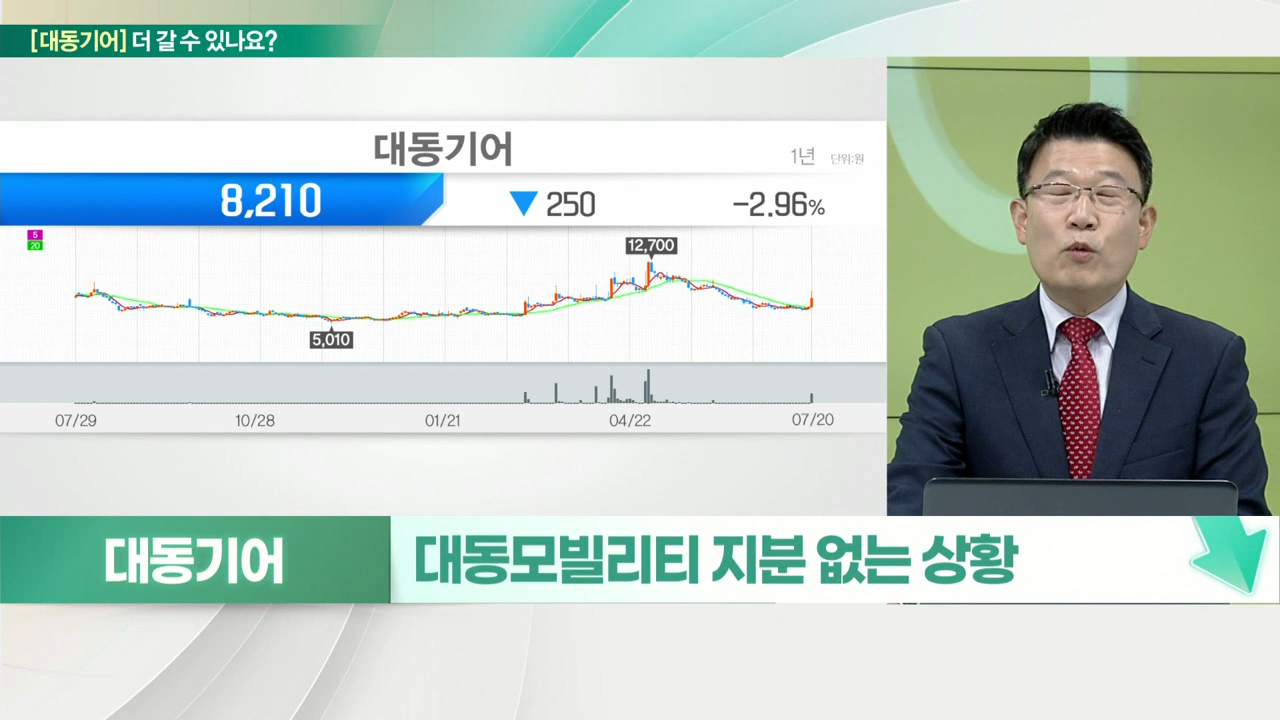 [대동기어] 더 갈 수 있나요?
대동기어
1년 단위:원
8,210 ▼ 250 -2.96%
5
20
12,700
5,010
07/29 10/28 01/21 04/22 07/20
대동기어 대동모빌리티 지분 없는 상황